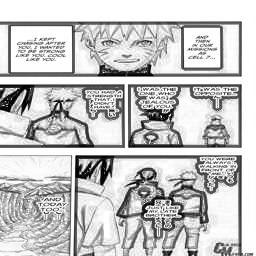 ...I KEPT
CHASING AFTER
YOU. I WANTED
TO BE STRONG
LIKE YOU.
COOL
LIKE YOU.
AND
THEN
IN OUR
MISSIONS
AS
CELL 7...
YOU HAD A
STRENGTH
THAT I
DIDN'T
HAVE.
I WAS
THE ONE
WHO WAS
JEALOUS
OF YOU.
IT WAS THE
OPPOSITE.
AND
TODAY
TOO.
JUST
LIKE MY
LATE
BROTHER.
YOU WERE
ALWAYS
WALKING IN
FRONT OF
ME.